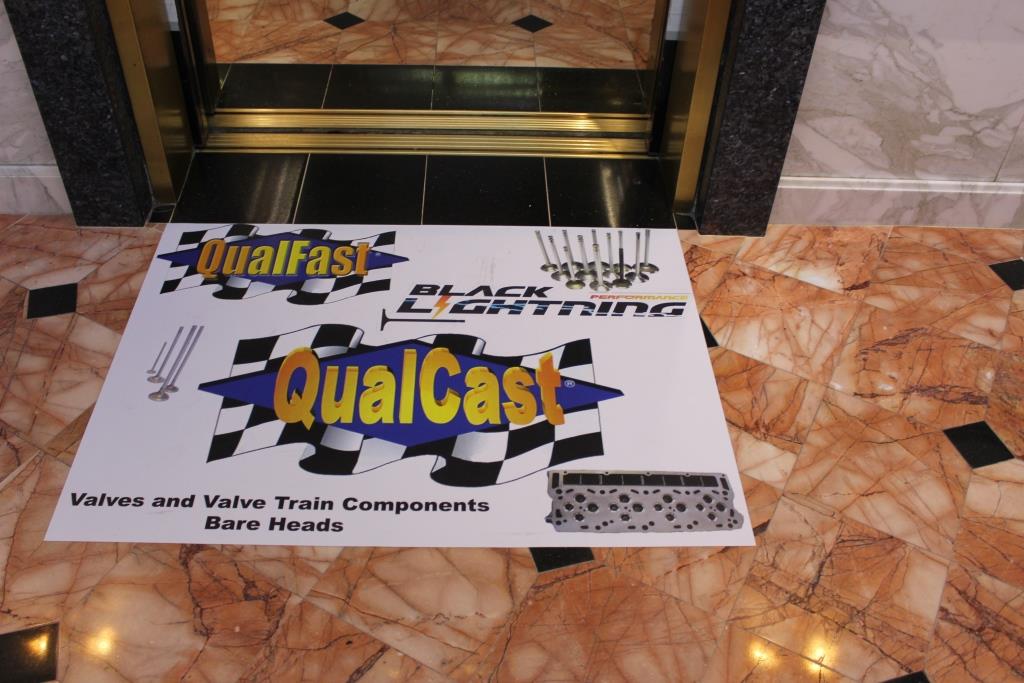 QualFast®
BLACK
LIGHTNING
PERFORMANCE
QualCast®
Valves and Valve Train Components
Bare Heads